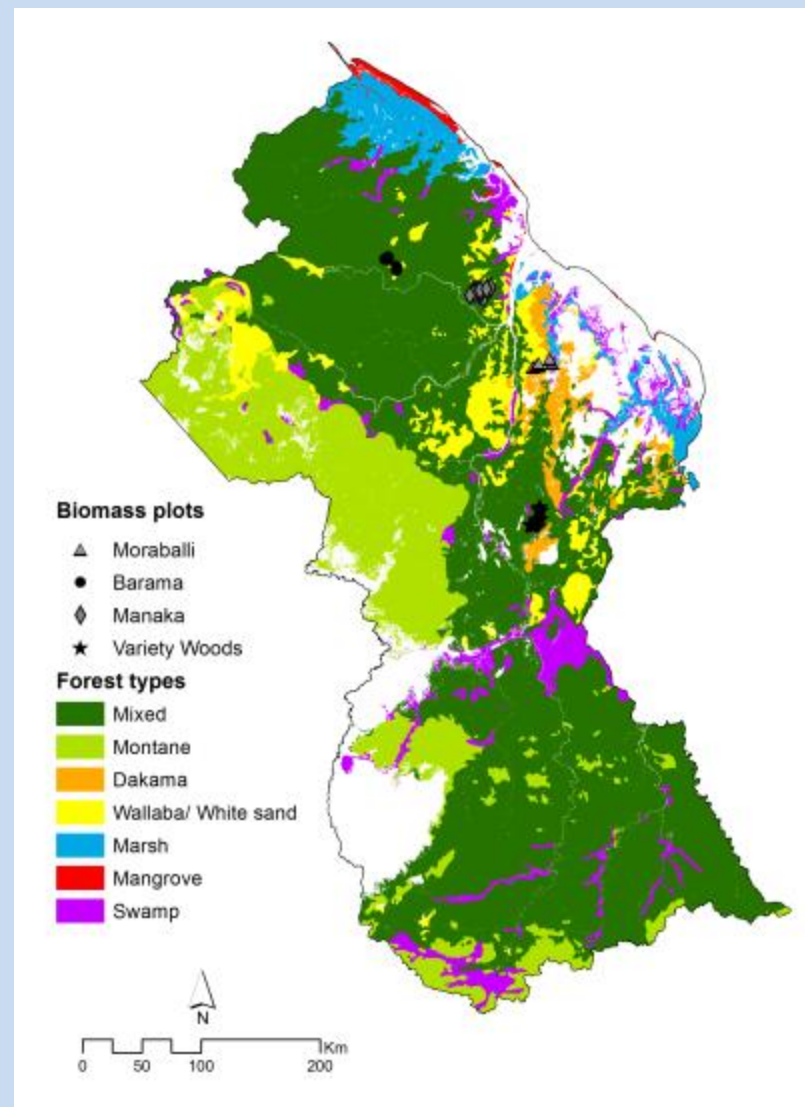 Biomass plots
Moraballi
Barama
Manaka
Variety Woods
Forest types
Mixed
Montane
Dakama
Wallaba/ White sand
Marsh
Mangrove
Swamp
N
Km
0 50 100 200